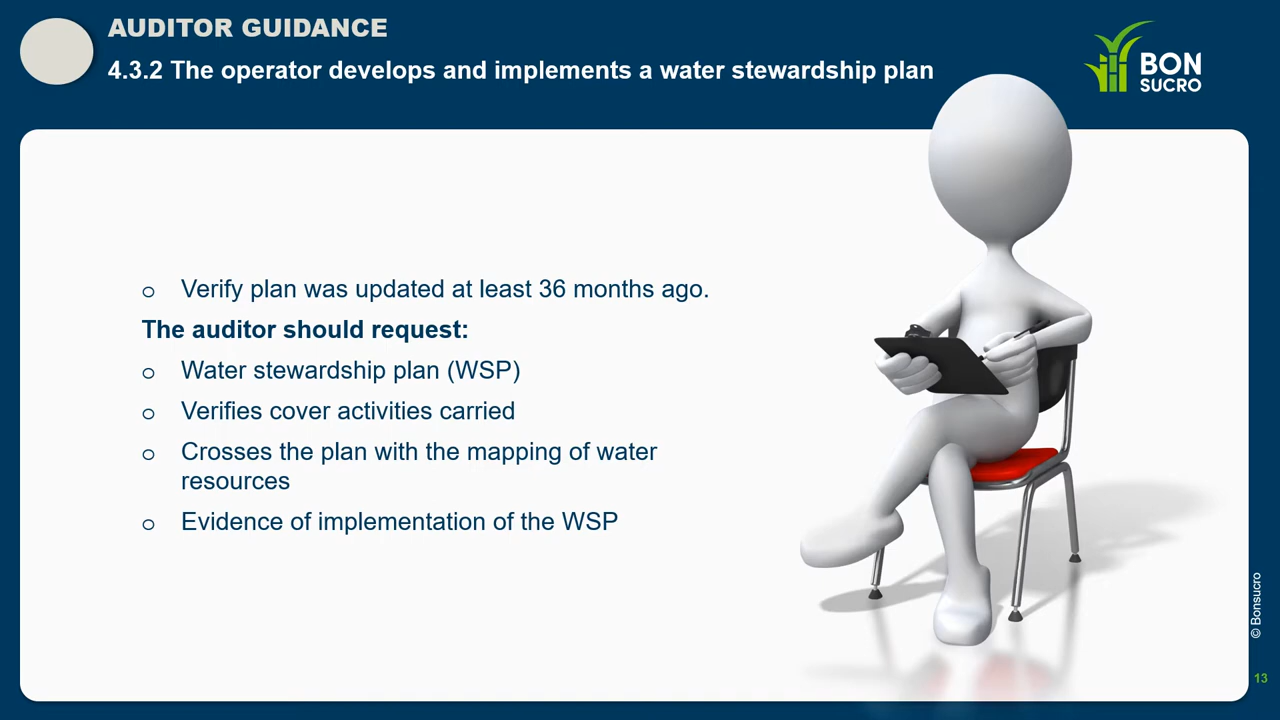 AUDITOR GUIDANCE
4.3.2 The operator develops and implements a water stewardship plan
BON
SUCRO
o Verify plan was updated at least 36 months ago.
The auditor should request:
o Water stewardship plan (WSP)
o Verifies cover activities carried
o Crosses the plan with the mapping of water
resources
o Evidence of implementation of the WSP
© Bonsucro
13